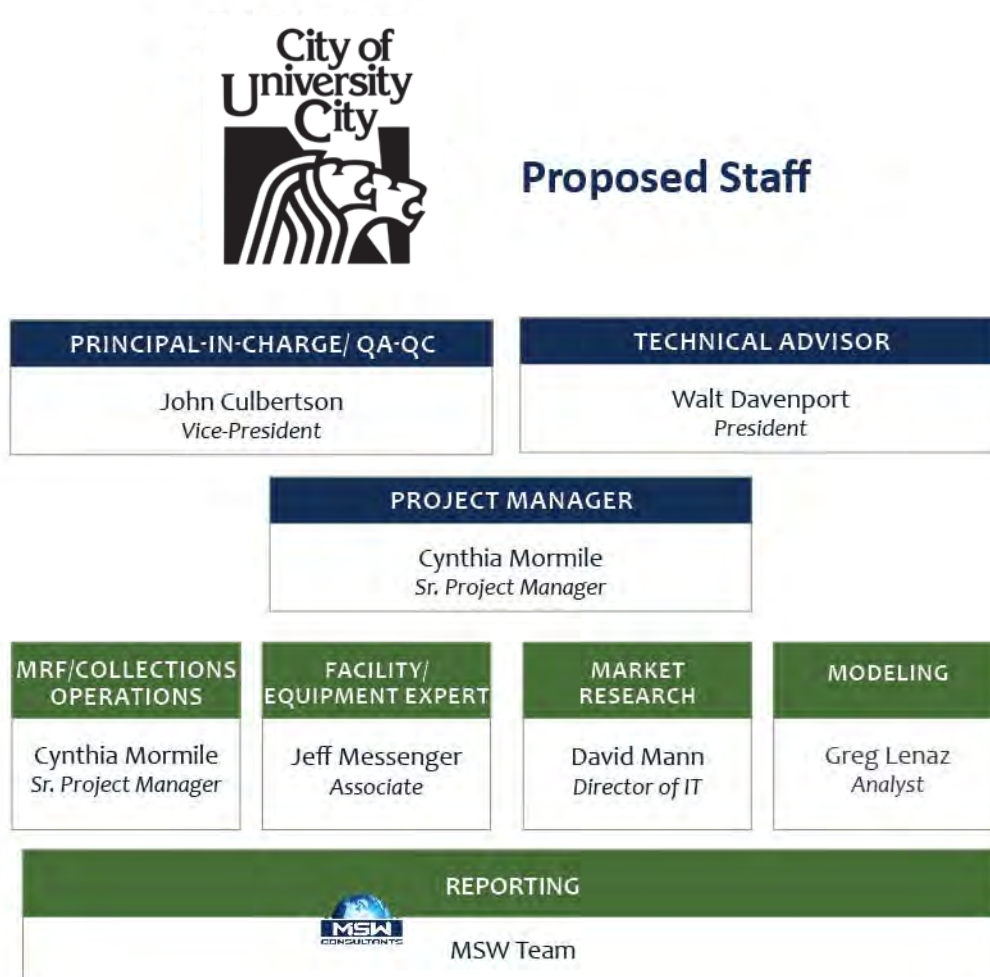 City of
University
City
Proposed Staff
PRINCIPAL-IN-CHARGE/ QA-QC
John Culbertson
Vice-President
TECHNICAL ADVISOR
Walt Davenport
President
PROJECT MANAGER
Cynthia Mormile
Sr. Project Manager
MRF/COLLECTIONS
OPERATIONS
Cynthia Mormile
Sr. Project Manager
FACILITY/
EQUIPMENT EXPERT
Jeff Messenger
Associate
MARKET
RESEARCH
David Mann
Director of IT
MODELING
Greg Lenaz
Analyst
REPORTING
MSW
CONSULTANTS
MSW Team